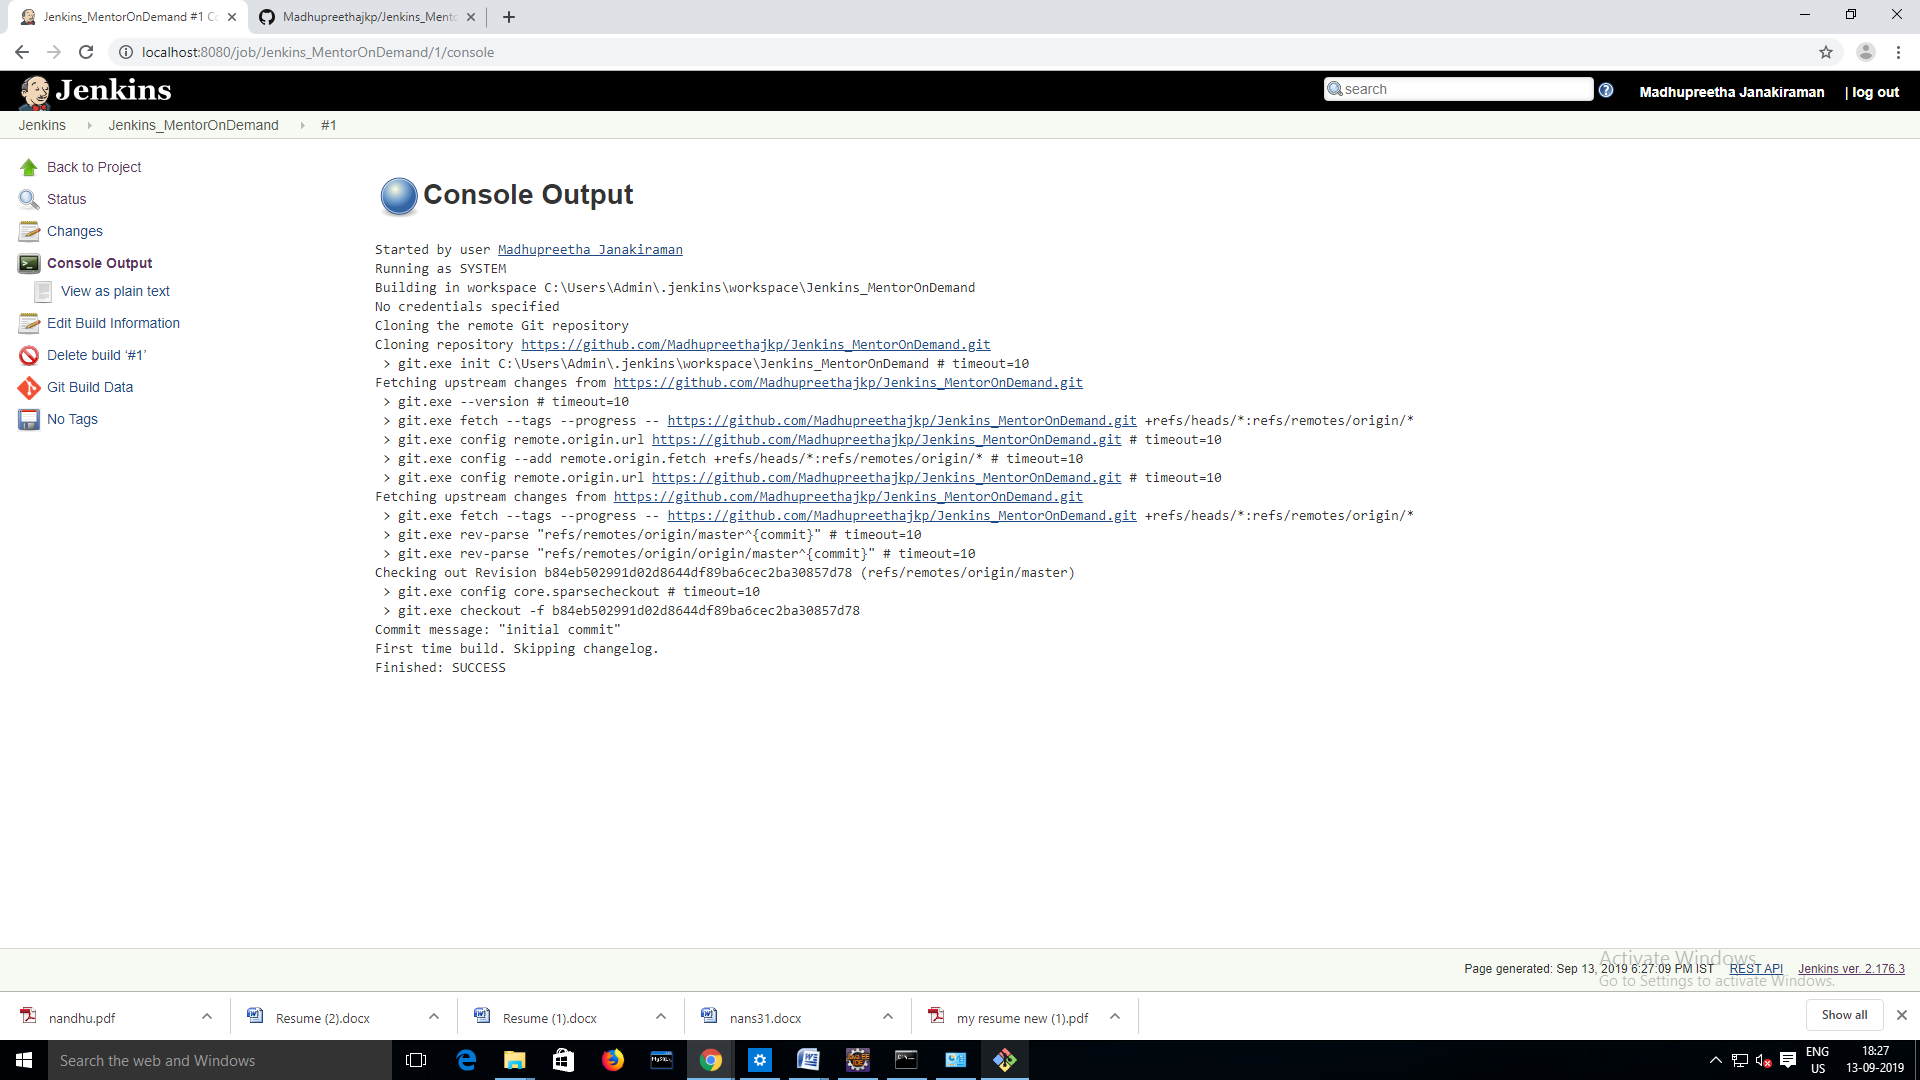 Jenkins_MentorOnDemand #1 Co
Madhupreethajkp/Jenkins_Mento
localhost:8080/job/Jenkins_MentorOnDemand/1/console
Jenkins
search
Madhupreetha Janakiraman
| log out
Jenkins
Jenkins_MentorOnDemand
#1
Back to Project
Status
Changes
Console Output
View as plain text
Edit Build Information
Delete build ‘#1’
Git Build Data
No Tags
Console Output
Started by user Madhupreetha Janakiraman
Running as SYSTEM
Building in workspace C:\Users\Admin\.jenkins\workspace\Jenkins_MentorOnDemand
No credentials specified
Cloning the remote Git repository
Cloning repository https://github.com/Madhupreethajkp/Jenkins_MentorOnDemand.git
> git.exe init C:\Users\Admin\.jenkins\workspace\Jenkins_MentorOnDemand # timeout=10
Fetching upstream changes from https://github.com/Madhupreethajkp/Jenkins_MentorOnDemand.git
> git.exe --version # timeout=10
> git.exe fetch --tags --progress -- https://github.com/Madhupreethajkp/Jenkins_MentorOnDemand.git +refs/heads/*:refs/remotes/origin/*
> git.exe config remote.origin.url https://github.com/Madhupreethajkp/Jenkins_MentorOnDemand.git # timeout=10
> git.exe config --add remote.origin.fetch +refs/heads/*:refs/remotes/origin/* # timeout=10
> git.exe config remote.origin.url https://github.com/Madhupreethajkp/Jenkins_MentorOnDemand.git # timeout=10
Fetching upstream changes from https://github.com/Madhupreethajkp/Jenkins_MentorOnDemand.git
> git.exe fetch --tags --progress -- https://github.com/Madhupreethajkp/Jenkins_MentorOnDemand.git +refs/heads/*:refs/remotes/origin/*
> git.exe rev-parse "refs/remotes/origin/master^{commit}" # timeout=10
> git.exe rev-parse "refs/remotes/origin/origin/master^{commit}" # timeout=10
Checking out Revision b84eb502991d02d8644df89ba6cec2ba30857d78 (refs/remotes/origin/master)
> git.exe config core.sparsecheckout # timeout=10
> git.exe checkout -f b84eb502991d02d8644df89ba6cec2ba30857d78
Commit message: "initial commit"
First time build. Skipping changelog.
Finished: SUCCESS
Activate Windows
Page generated: Sep 13, 2019 6:27:09 PM IST
REST API
Jenkins ver. 2.176.3
Go to Settings to activate Windows.
nandhu.pdf
Resume (2).docx
Resume (1).docx
nans31.docx
my resume new (1).pdf
Show all
Search the web and Windows
ENG
US
18:27
13-09-2019